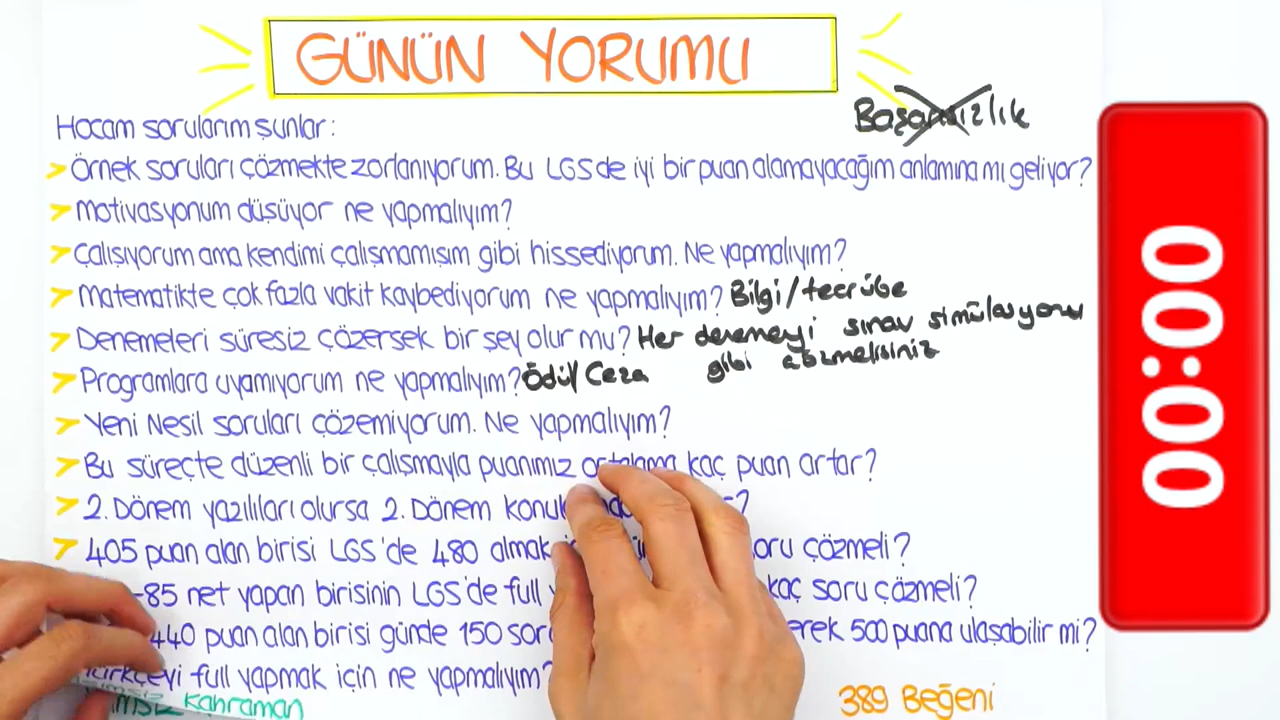 GÜNÜN YORUMU
Başarısızlık
Hocam sorularım şunlar:
➤ Örnek soruları çözmekte zorlanıyorum. Bu LGS de iyi bir puan alamayacağım anlamına mı geliyor?
➤ Motivasyonum düşüyor ne yapmalıyım?
➤ Çalışıyorum ama kendimi çalışmamışım gibi hissediyorum. Ne yapmalıyım?
➤ Matematikte çok fazla vakit kaybediyorum ne yapmalıyım? Bilgi/tecrübe
➤ Denemeleri süresiz çözersek bir şey olur mu? Her denemeyi sınav simülasyonu
gibi
➤ Programlara uyamıyorum ne yapmalıyım? Ödül/Ceza
➤ Yeni Nesil soruları çözemiyorum. Ne yapmalıyım?
➤ Bu süreçte düzenli bir çalışmayla puanımız ortalama kaç puan artar?
➤ 2. Dönem yazılıları olursa 2. Dönem
➤ 405 puan alan birisi LGS'de 480 almak soru çözmeli?
-85 net yapan birisinin LGS'de full kaç soru çözmeli?
440 puan alan birisi günde 150 500 puana ulaşabilir mi?
Türkçeyi full yapmak için ne yapmalıyım?
Kahraman
389 Beğeni
00:00